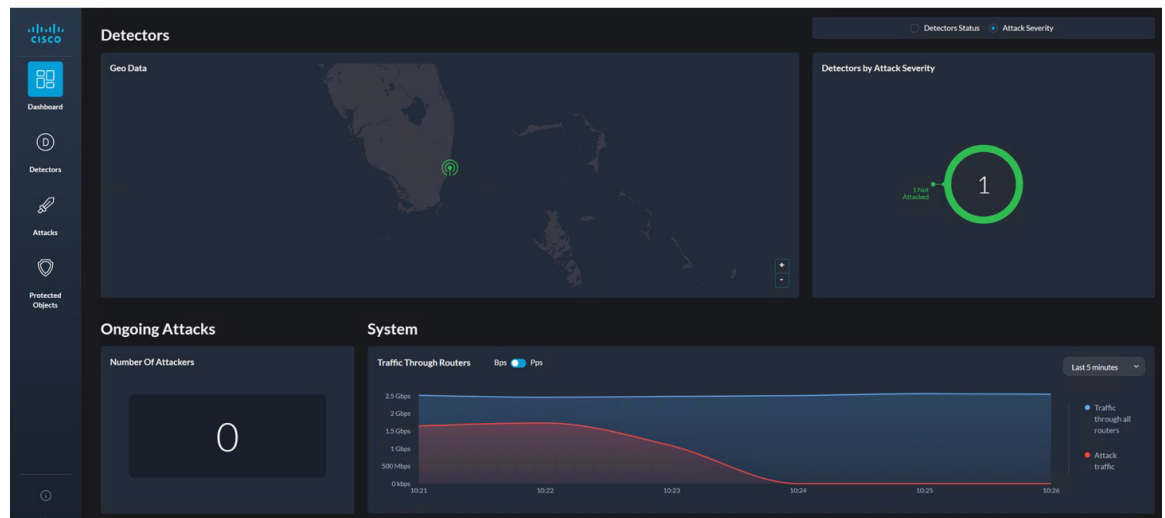 CISCO
Dashboard
D
Detectors
Attacks
Protected
Objects
Detectors
Detectors Status
Attack Severity
Geo Data
+
-
Detectors by Attack Severity
1 Not
Attacked
1
Ongoing Attacks
Number Of Attackers
0
System
Traffic Through Routers
Bps
Pps
Last 5 minutes
2.5 Gbps
2 Gbps
1.5 Gbps
1 Gbps
500 Mbps
0 kbps
10:21
10:22
10:23
10:24
10:25
10:26
Traffic
through all
routers
Attack
traffic